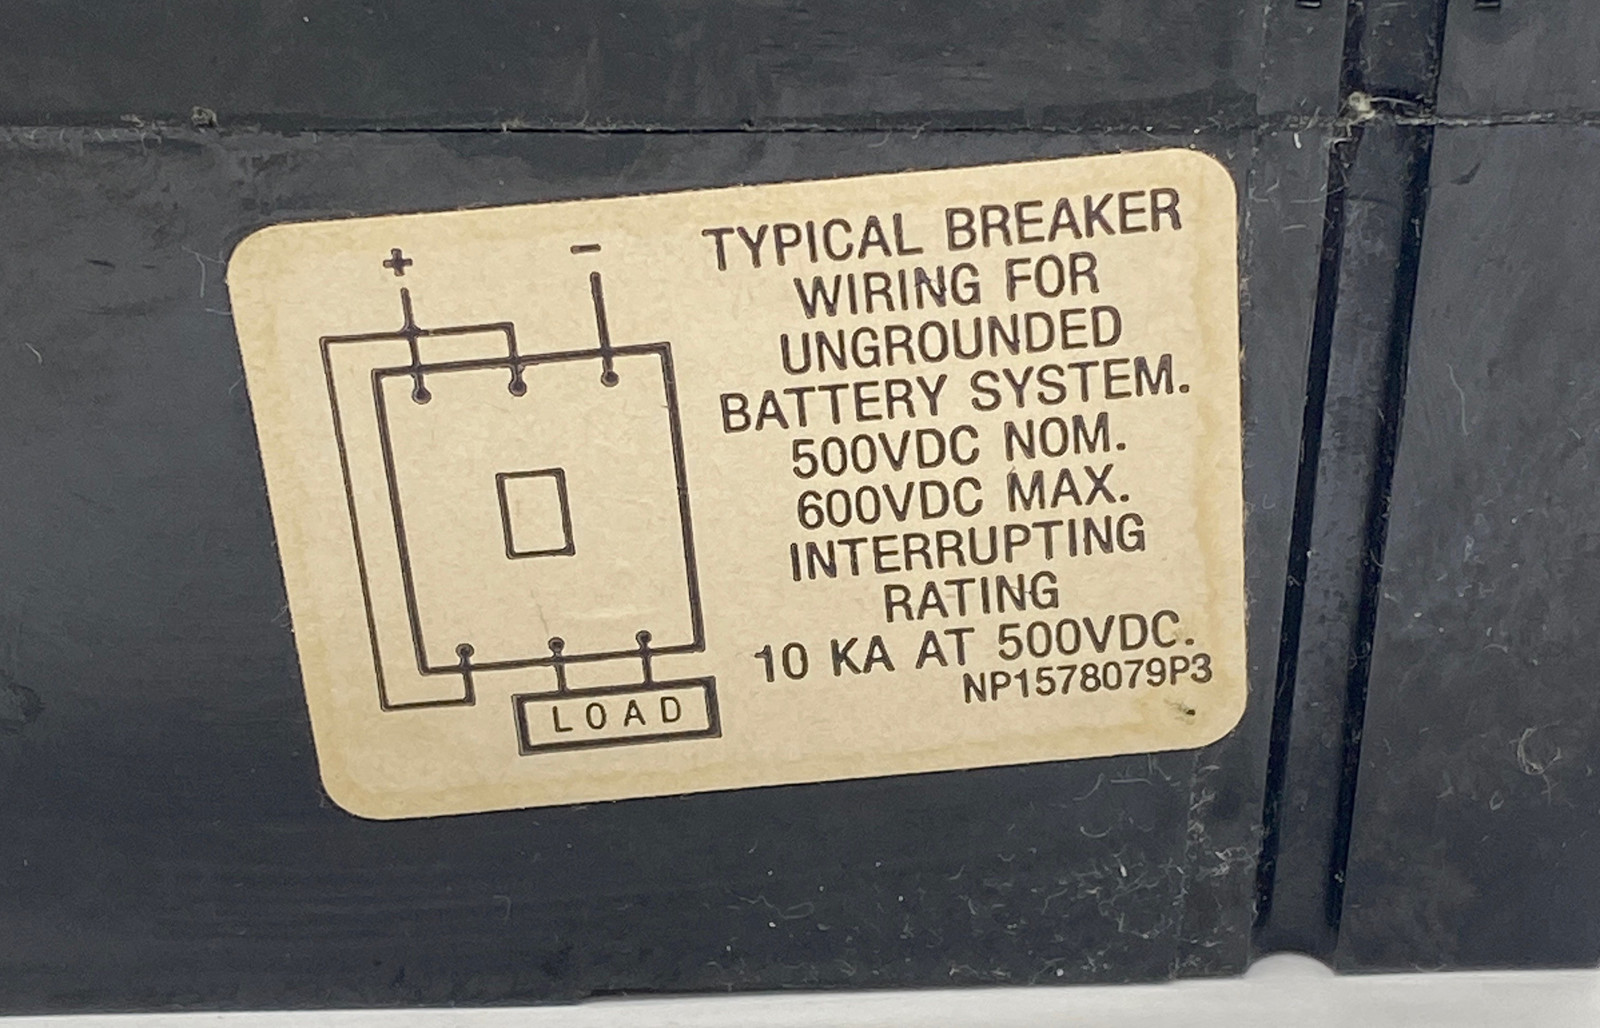 + −
TYPICAL BREAKER
WIRING FOR
UNGROUNDED
BATTERY SYSTEM.
500VDC NOM.
600VDC MAX.
INTERRUPTING
RATING
10 KA AT 500VDC.
NP1578079P3
LOAD